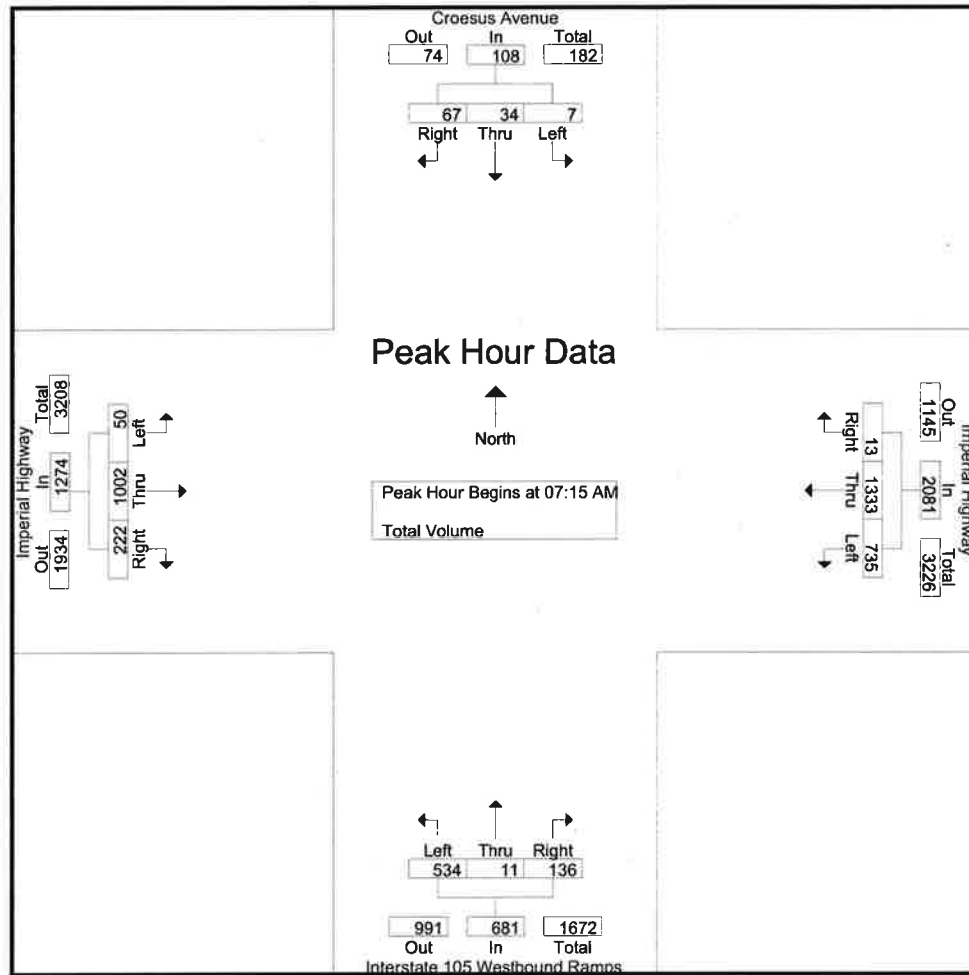 Croesus Avenue
Out In Total
74 108 182
67 34 7
Right Thru Left
Peak Hour Data
North
Peak Hour Begins at 07:15 AM
Total Volume
Imperial Highway
Out In Total
1934 1274 3208
222 1002 50
Right Thru Left
Imperial Highway
Out In Total
1145 2081 3226
13 1333 735
Right Thru Left
Left Thru Right
534 11 136
991 681 1672
Out In Total
Interstate 105 Westbound Ramps